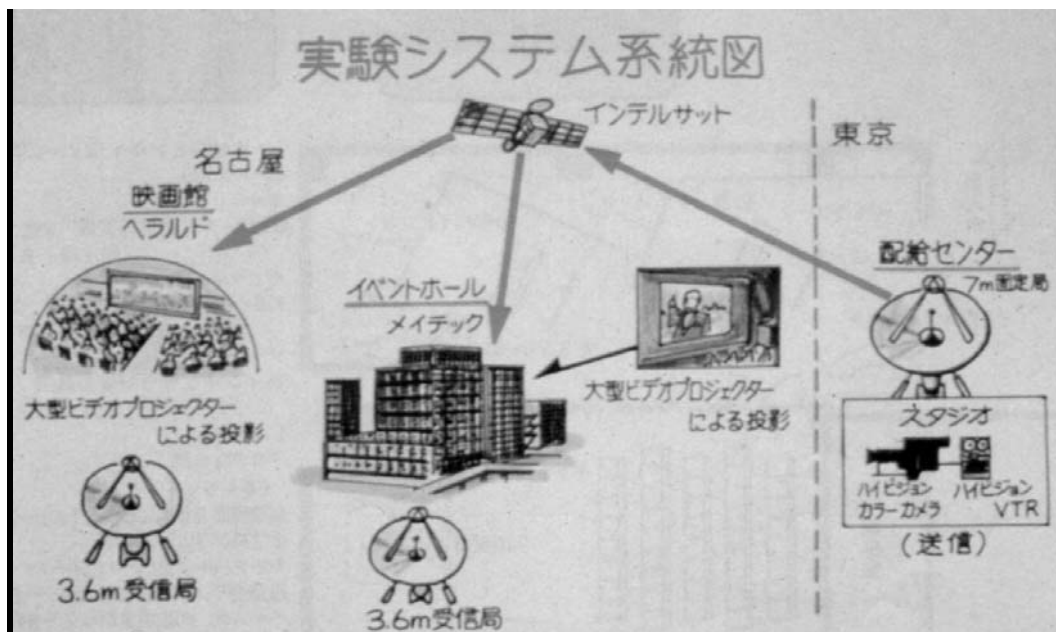 実験システム系統図
インテルサット
東京
名古屋
映画館
ヘラルド
配給センター
7m固定局
イベントホール
メイテック
大型ビデオプロジェクター
による投影
大型ビデオプロジェクター
による投影
スタジオ
ハイビジョン
カラーカメラ
ハイビジョン
VTR
(送信)
3.6m受信局
3.6m受信局